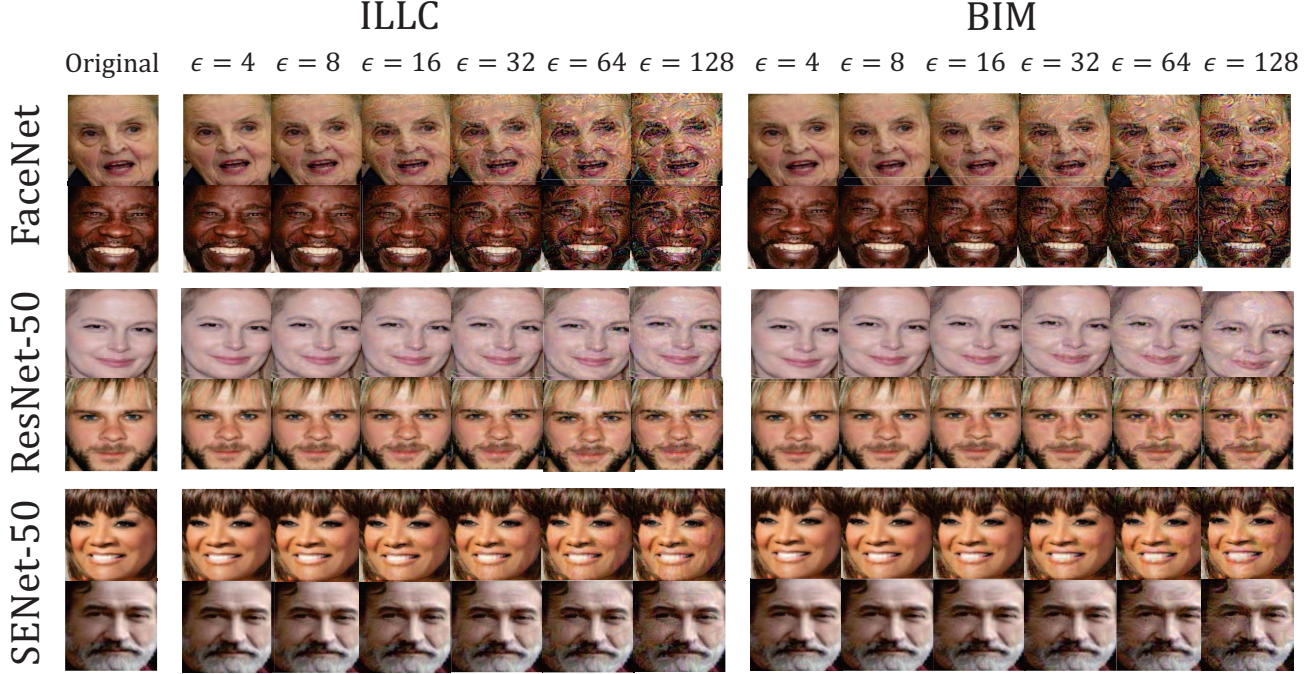 ILLC BIM
Original ϵ = 4 ϵ = 8 ϵ = 16 ϵ = 32 ϵ = 64 ϵ = 128 ϵ = 4 ϵ = 8 ϵ = 16 ϵ = 32 ϵ = 64 ϵ = 128
FaceNet
ResNet-50
SENet-50